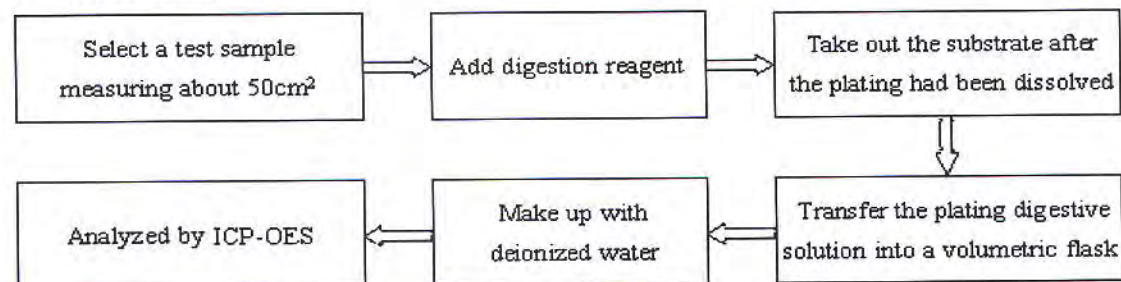 Select a test sample
measuring about 50cm²
Add digestion reagent
Take out the substrate after
the plating had been dissolved
Transfer the plating digestive
solution into a volumetric flask
Make up with
deionized water
Analyzed by ICP-OES